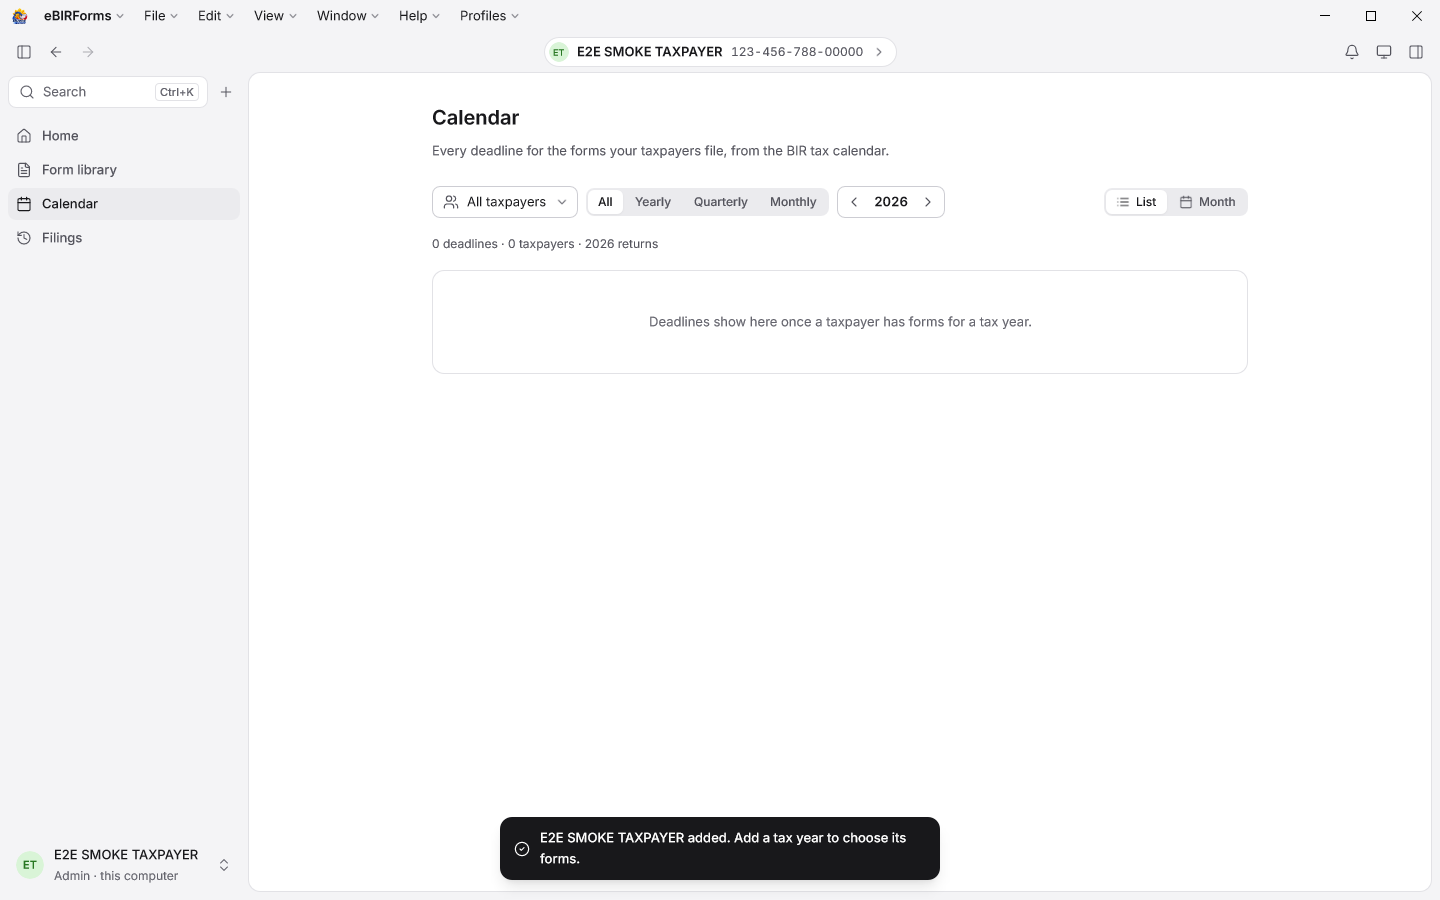 eBIRForms File Edit View Window Help Profiles
ET E2E SMOKE TAXPAYER 123-456-788-00000
Search Ctrl+K
Home
Form library
Calendar
Filings
Calendar
Every deadline for the forms your taxpayers file, from the BIR tax calendar.
All taxpayers All Yearly Quarterly Monthly 2026 List Month
0 deadlines · 0 taxpayers · 2026 returns
Deadlines show here once a taxpayer has forms for a tax year.
E2E SMOKE TAXPAYER added. Add a tax year to choose its
forms.
ET E2E SMOKE TAXPAYER
Admin · this computer